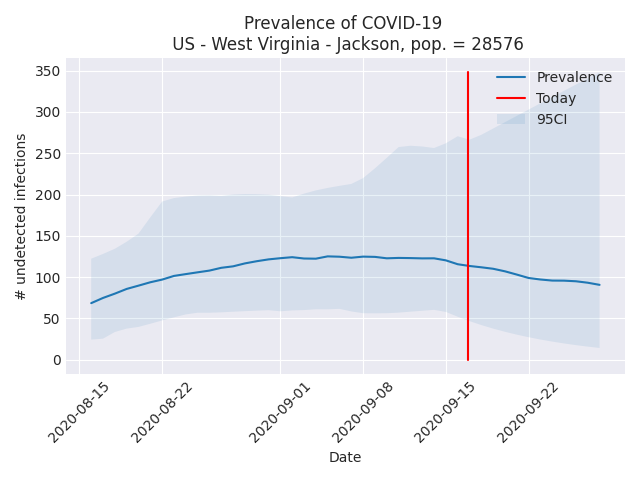 Prevalence of COVID-19
US - West Virginia - Jackson, pop. = 28576
350
300
250
200
150
100
50
0
# undetected infections
Prevalence
Today
95CI
2020-08-15
2020-08-22
2020-09-01
2020-09-08
2020-09-15
2020-09-22
Date